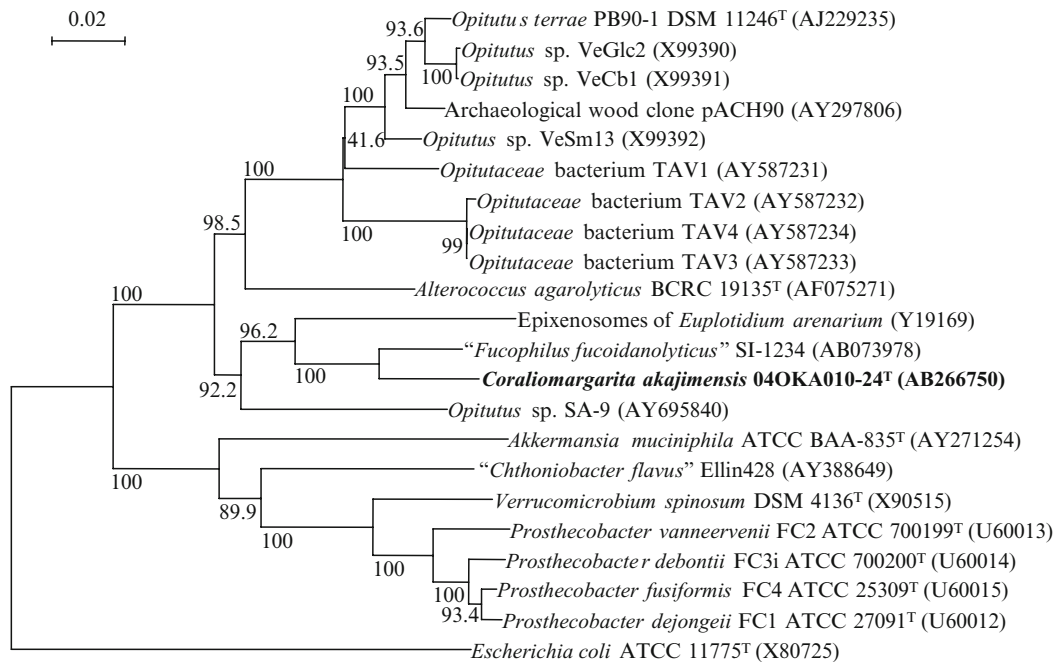 0.02
93.6
Opitutus terrae PB90-1 DSM 11246ᵀ (AJ229235)
Opitutus sp. VeGlc2 (X99390)
93.5
100
Opitutus sp. VeCb1 (X99391)
100
Archaeological wood clone pACH90 (AY297806)
41.6
Opitutus sp. VeSm13 (X99392)
100
Opitutaceae bacterium TAV1 (AY587231)
Opitutaceae bacterium TAV2 (AY587232)
98.5
100
Opitutaceae bacterium TAV4 (AY587234)
99
Opitutaceae bacterium TAV3 (AY587233)
100
Alterococcus agarolyticus BCRC 19135ᵀ (AF075271)
96.2
Epixenosomes of Euplotidium arenarium (Y19169)
"Fucophilus fucoidanolyticus" SI-1234 (AB073978)
100
92.2
Coraliomargarita akajimensis 04OKA010-24ᵀ (AB266750)
Opitutus sp. SA-9 (AY695840)
Akkermansia muciniphila ATCC BAA-835ᵀ (AY271254)
100
"Chthoniobacter flavus" Ellin428 (AY388649)
89.9
Verrucomicrobium spinosum DSM 4136ᵀ (X90515)
100
Prosthecobacter vanneervenii FC2 ATCC 700199ᵀ (U60013)
100
Prosthecobacter debontii FC3i ATCC 700200ᵀ (U60014)
100
Prosthecobacter fusiformis FC4 ATCC 25309ᵀ (U60015)
93.4
Prosthecobacter dejongeii FC1 ATCC 27091ᵀ (U60012)
Escherichia coli ATCC 11775ᵀ (X80725)